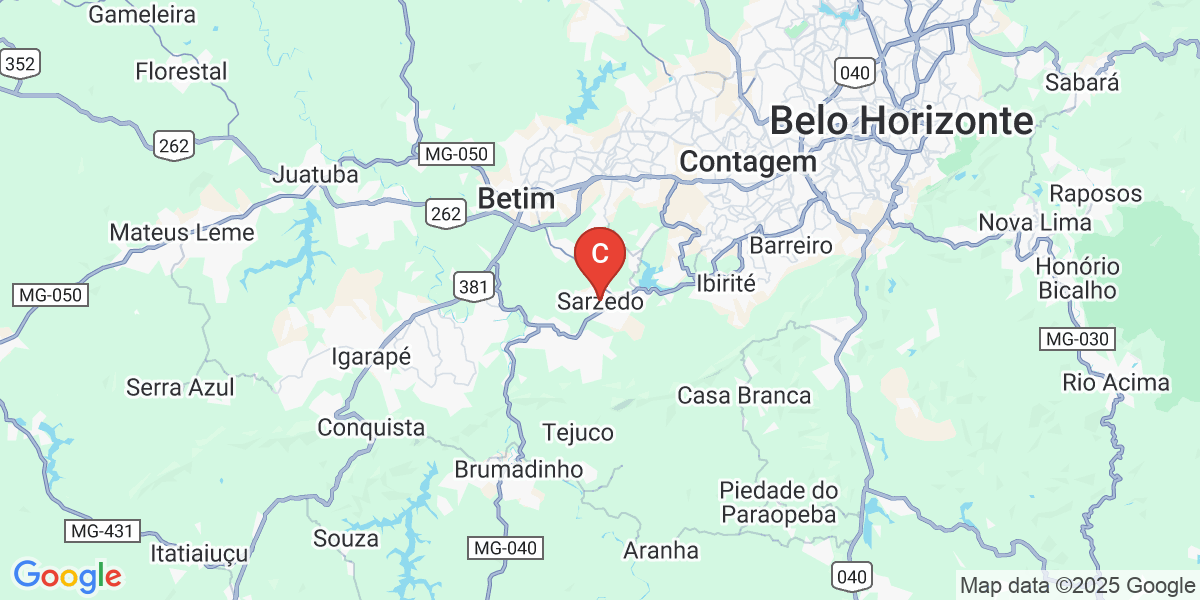 Gameleira
352
Florestal
040
Sabará
Belo Horizonte
262
MG-050
Contagem
Juatuba
Betim
Raposos
262
Nova Lima
Mateus Leme
Barreiro
C
Honório
Bicalho
Ibirité
381
MG-050
Sarzedo
MG-030
Igarapé
Rio Acima
Serra Azul
Casa Branca
Conquista
Tejuco
Brumadinho
Piedade do
Paraopeba
MG-431
Souza
Itatiaiuçu
MG-040
Aranha
040
Google
Map data ©2025 Google